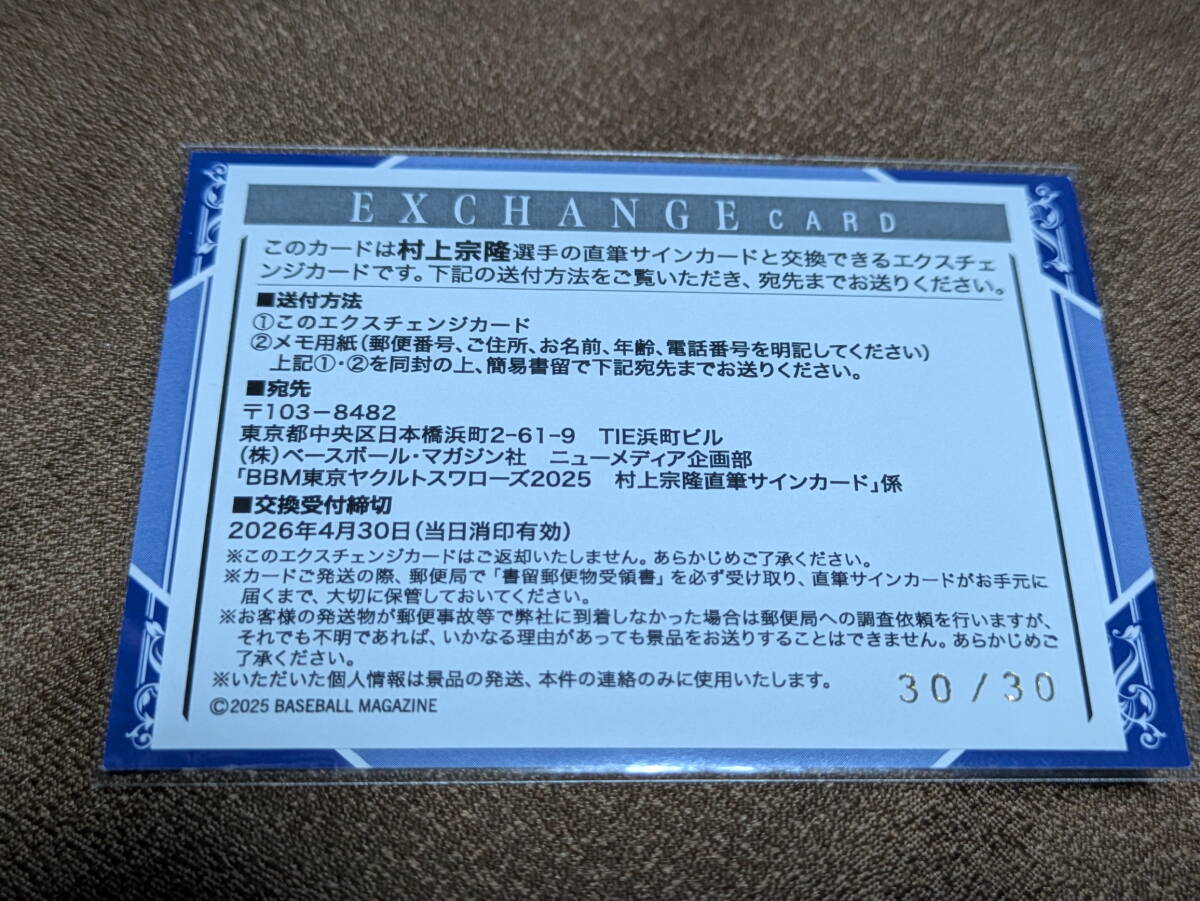 EXCHANGE CARD
このカードは村上宗隆選手の直筆サインカードと交換できるエクスチェ
ンジカードです。下記の送付方法をご覧いただき、宛先までお送りください。
■送付方法
①このエクスチェンジカード
②メモ用紙(郵便番号、ご住所、お名前、年齢、電話番号を明記してください)
上記①・②を同封の上、簡易書留で下記宛先までお送りください。
■宛先
〒103-8482
東京都中央区日本橋浜町2-61-9 TIE浜町ビル
(株)ベースボール・マガジン社 ニューメディア企画部
「BBM東京ヤクルトスワローズ2025 村上宗隆直筆サインカード」係
■交換受付締切
2026年4月30日(当日消印有効)
※このエクスチェンジカードはご返却いたしません。あらかじめご了承ください。
※カードご発送の際、郵便局で「書留郵便物受領書」を必ず受け取り、直筆サインカードがお手元に
届くまで、大切に保管しておいてください。
※お客様の発送物が郵便事故等で弊社に到着しなかった場合は郵便局への調査依頼を行いますが、
それでも不明であれば、いかなる理由があっても景品をお送りすることはできません。あらかじめご
了承ください。
※いただいた個人情報は景品の発送、本件の連絡のみに使用いたします。
30/30
©2025 BASEBALL MAGAZINE